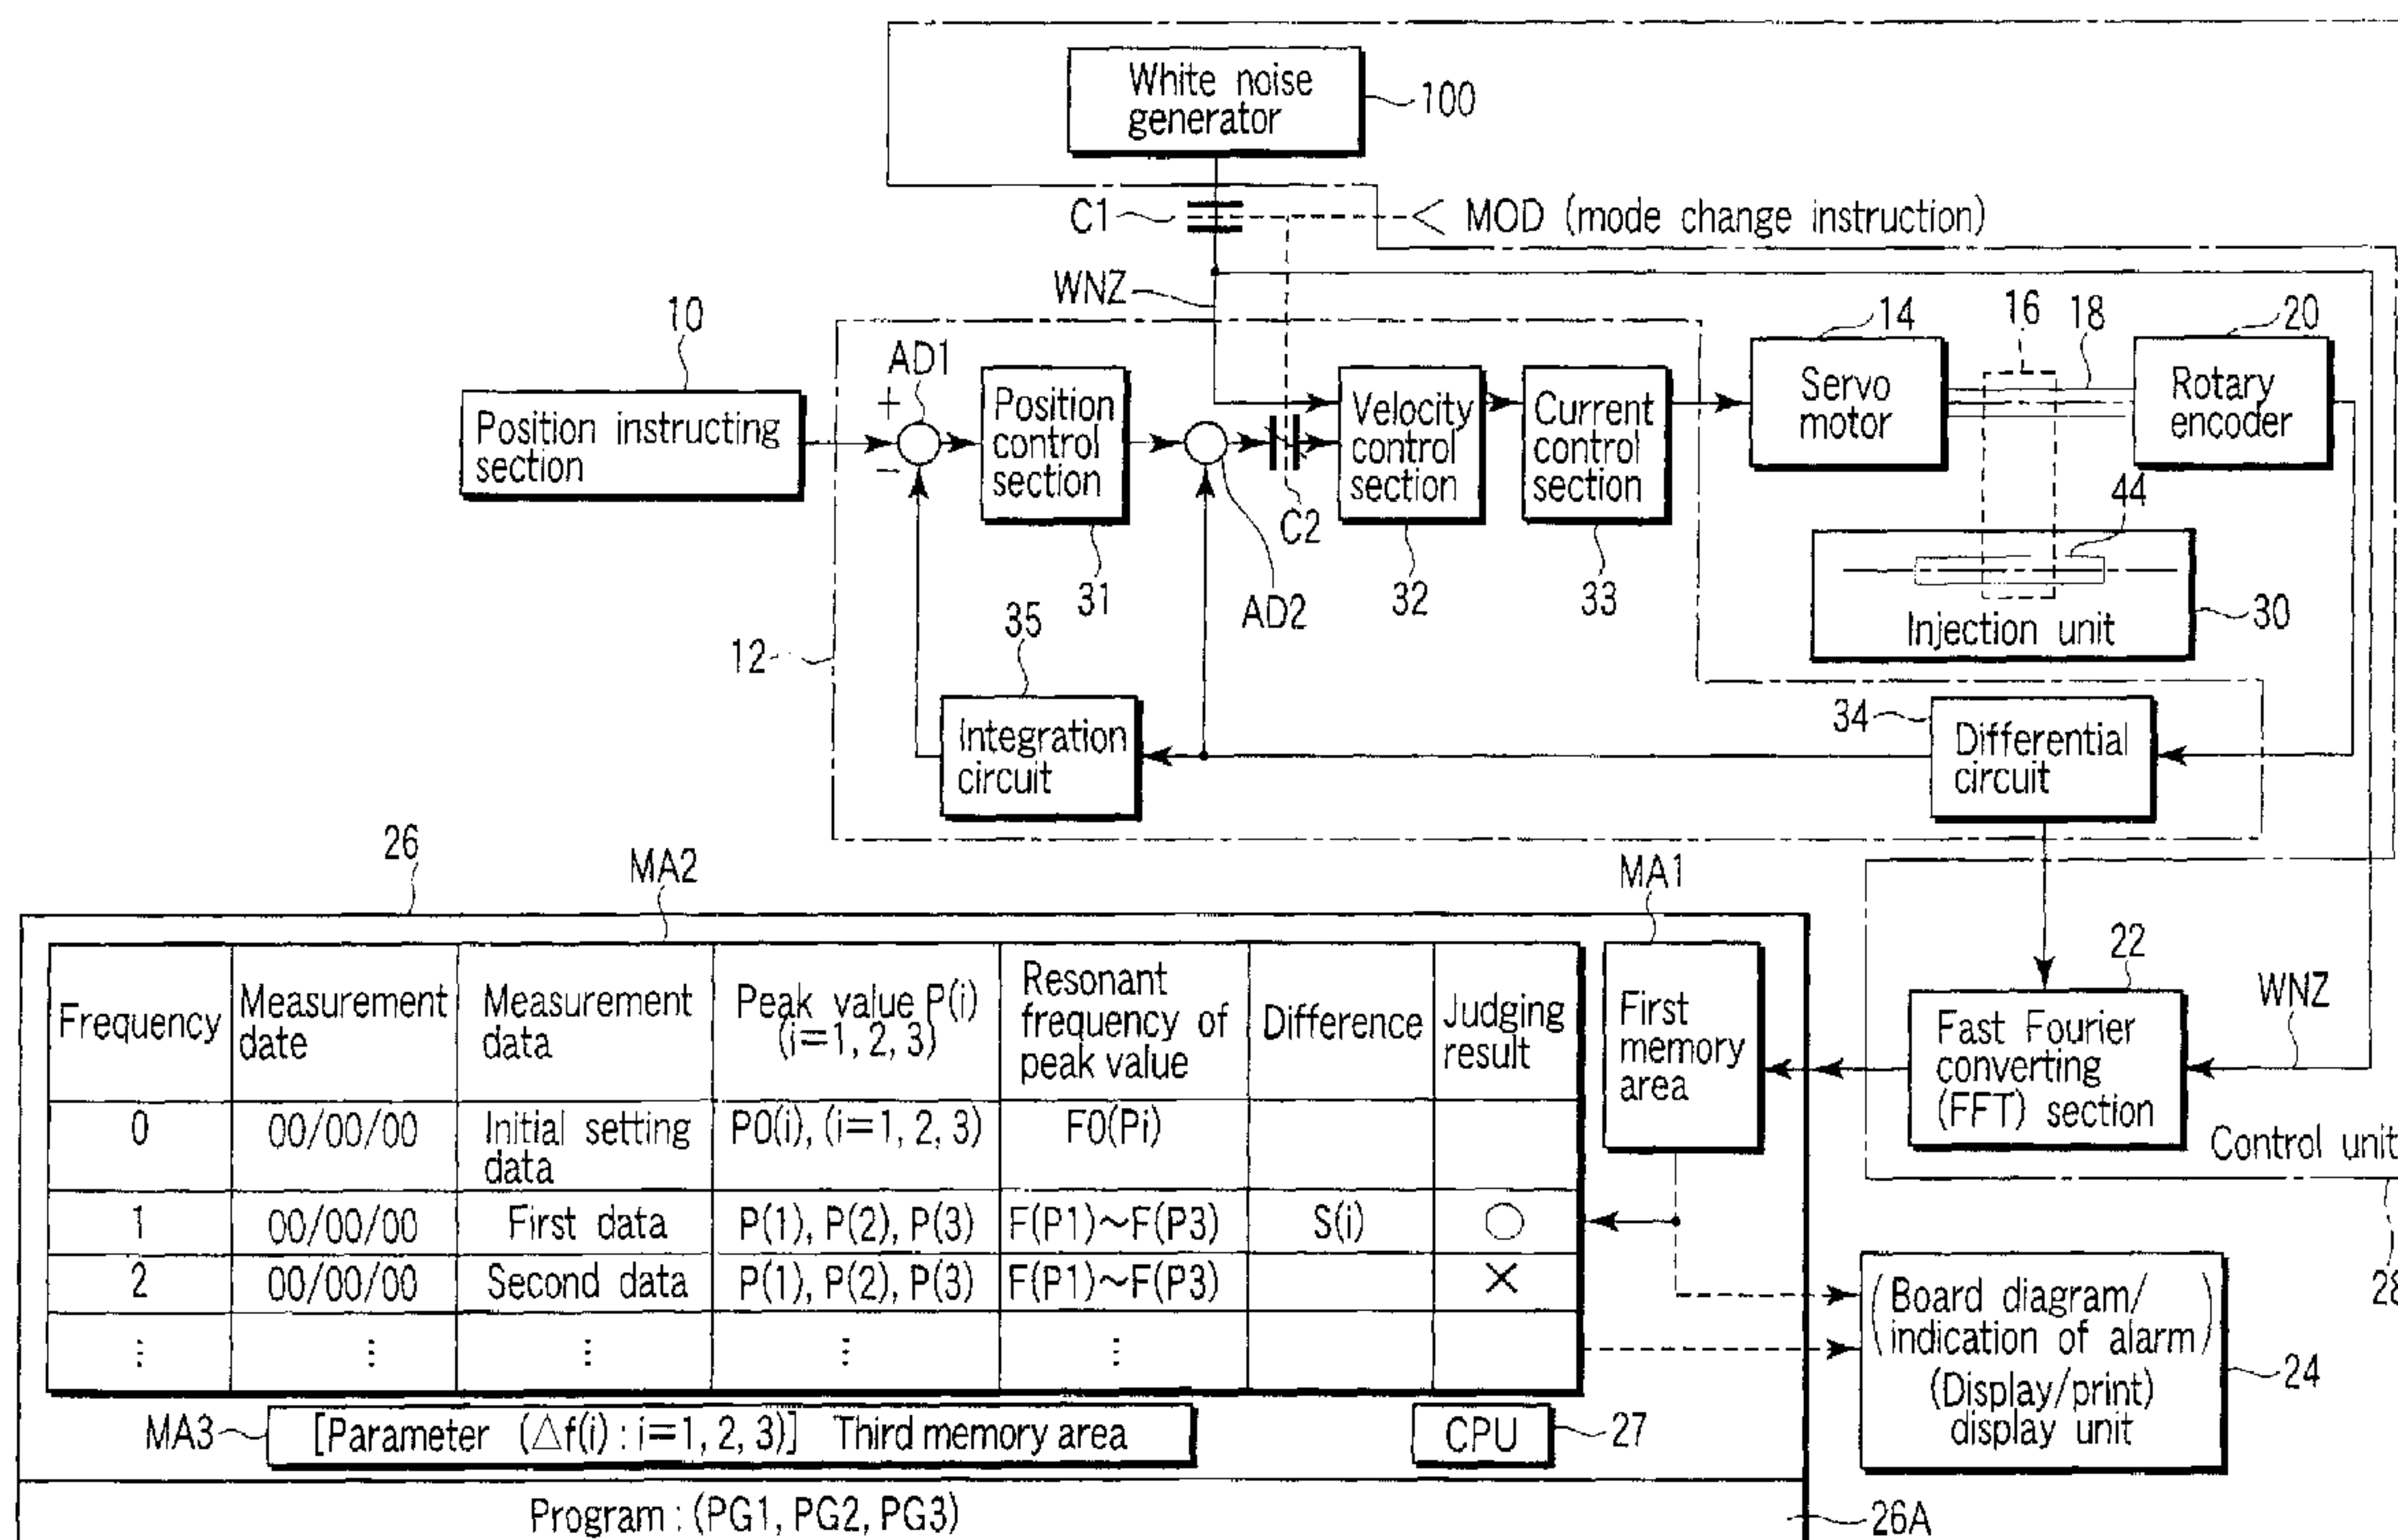 White noise
generator
100
C1
MOD (mode change instruction)
WNZ
10
AD1
+
−
Position instructing
section
Position
control
section
31
AD2
C2
Velocity
control
section
32
Current
control
section
33
14
Servo
motor
16
18
20
Rotary
encoder
44
Injection unit
30
12
35
Integration
circuit
34
Differential
circuit
26
MA2
MA1
22
WNZ
Frequency
Measurement
date
Measurement
data
Peak value P(i)
(i=1, 2, 3)
Resonant
frequency of
peak value
Difference
Judging
result
0
00/00/00
Initial setting
data
P0(i), (i=1, 2, 3)
F0(Pi)
1
00/00/00
First data
P(1), P(2), P(3)
F(P1)~F(P3)
S(i)
○
2
00/00/00
Second data
P(1), P(2), P(3)
F(P1)~F(P3)
×
⋮ ⋮ ⋮ ⋮ ⋮
First
memory
area
Fast Fourier
converting
(FFT) section
Control unit
28
(Board diagram/
indication of alarm)
(Display/print)
display unit
24
MA3
[Parameter (△f(i) : i=1, 2, 3)] Third memory area
CPU
27
Program : (PG1, PG2, PG3)
26A